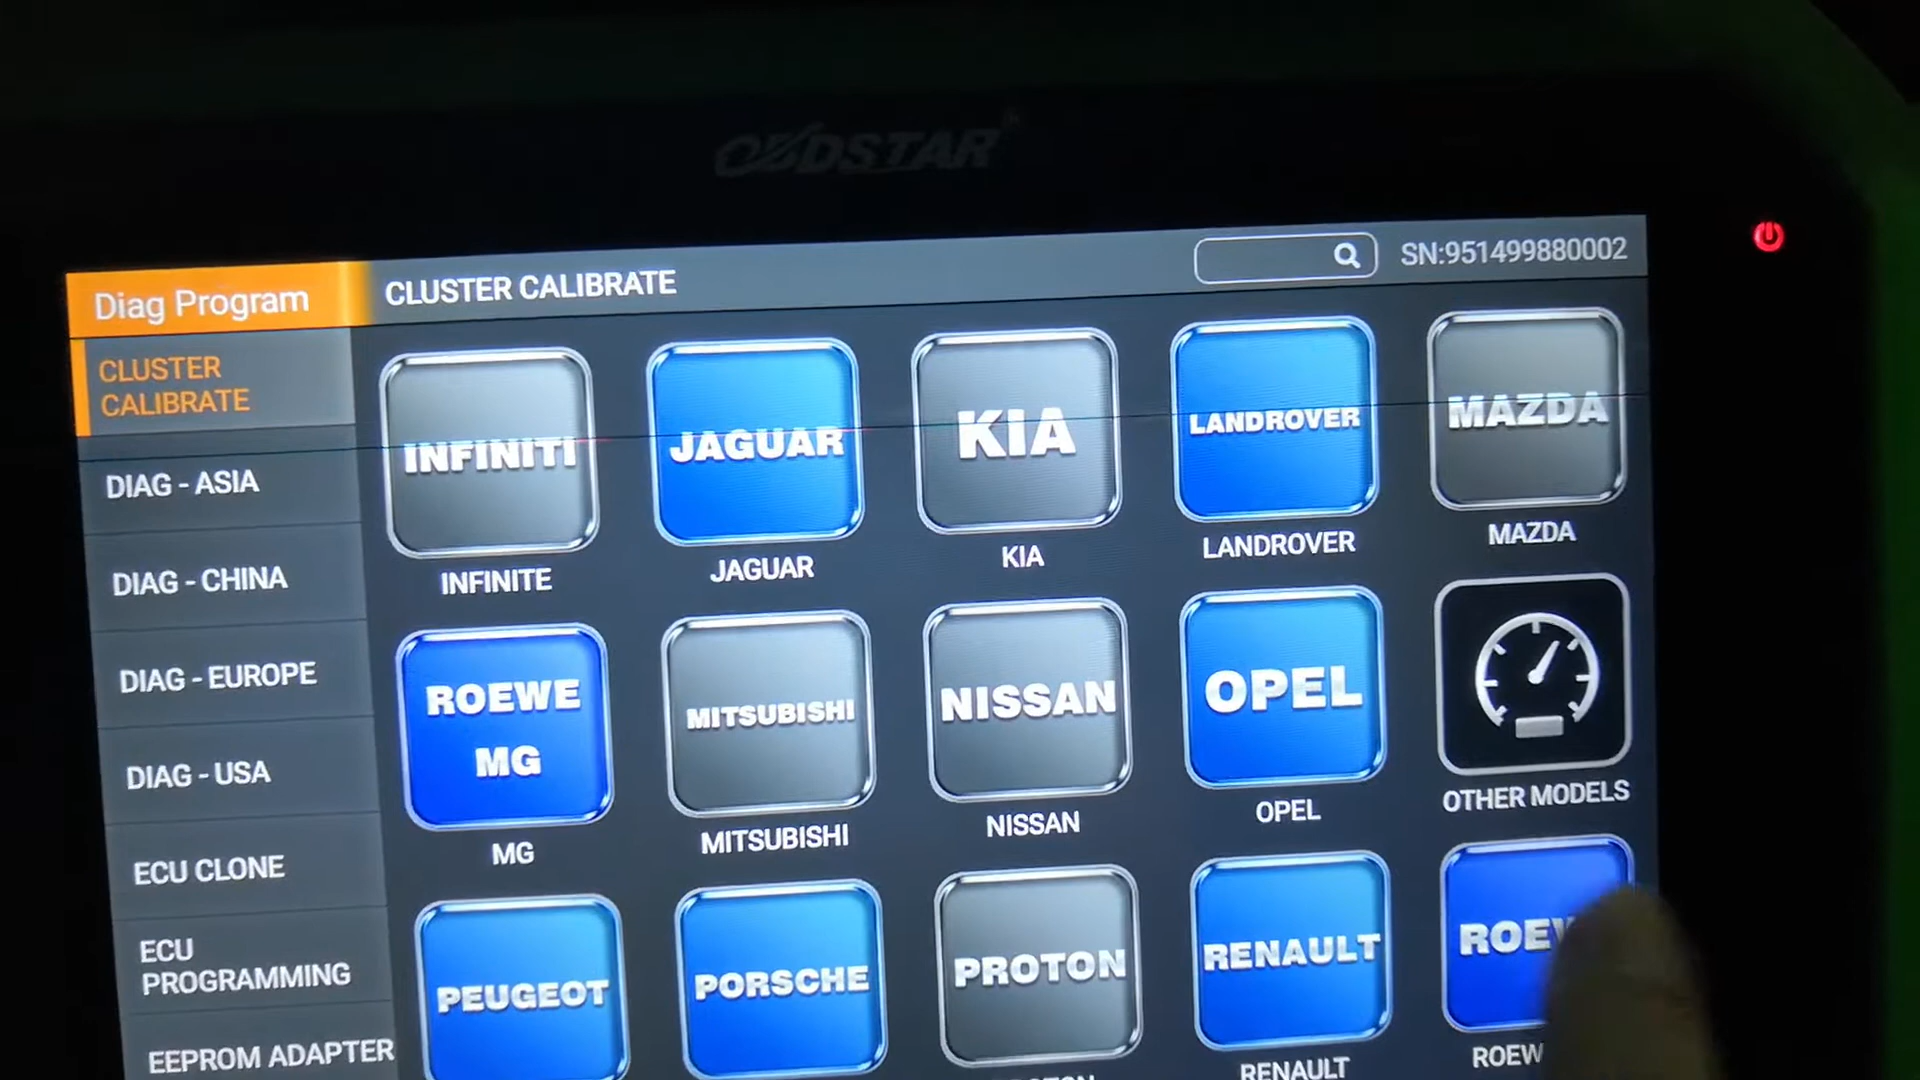 OBDSTAR
Diag Program
CLUSTER CALIBRATE
SN:951499880002
CLUSTER
CALIBRATE
DIAG - ASIA
DIAG - CHINA
DIAG - EUROPE
DIAG - USA
ECU CLONE
ECU
PROGRAMMING
EEPROM ADAPTER
INFINITI
JAGUAR
KIA
LANDROVER
MAZDA
INFINITE
JAGUAR
KIA
LANDROVER
MAZDA
ROEWE
MG
MITSUBISHI
NISSAN
OPEL
MG
MITSUBISHI
NISSAN
OPEL
OTHER MODELS
PEUGEOT
PORSCHE
PROTON
RENAULT
RENAULT